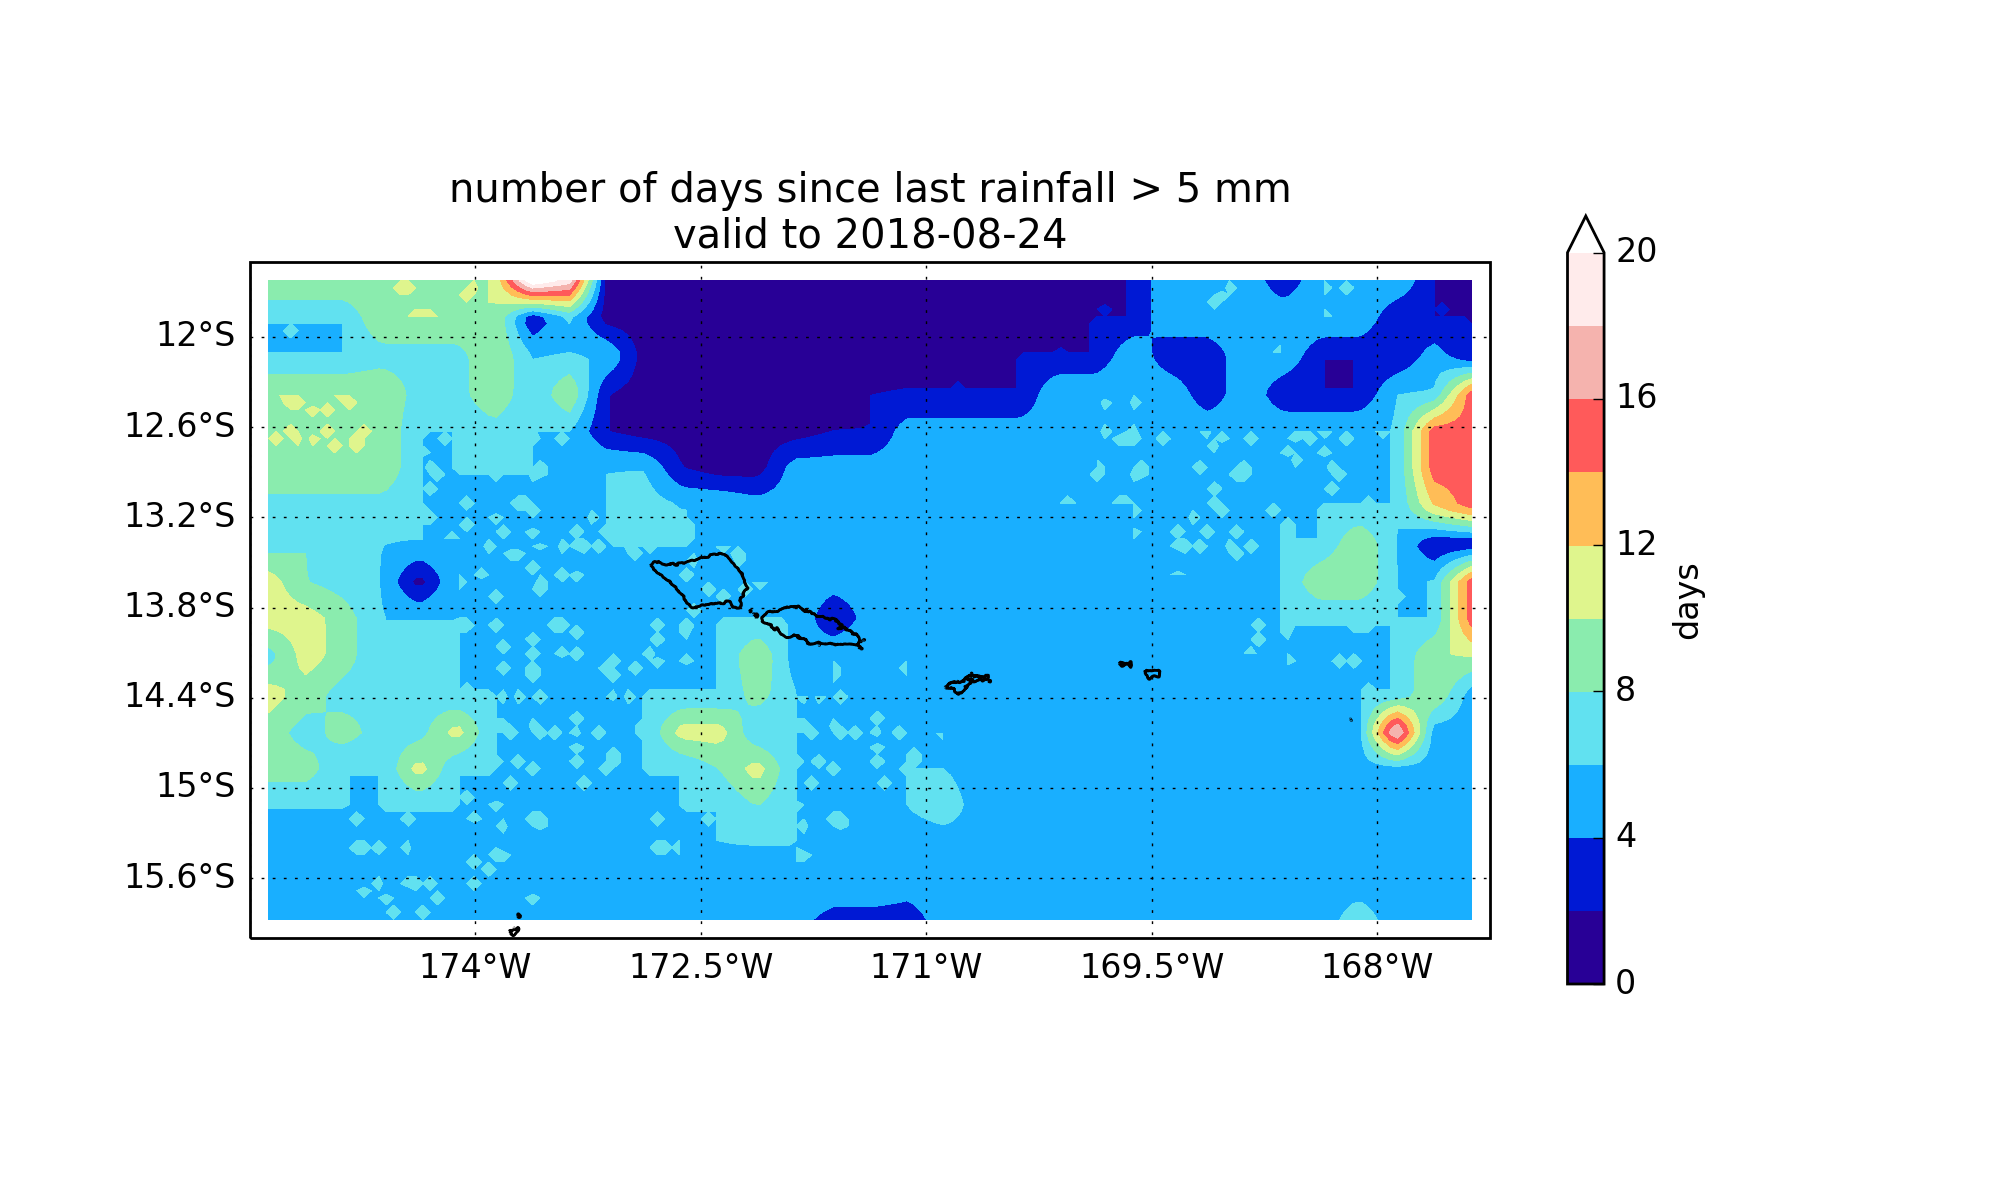 number of days since last rainfall > 5 mm
valid to 2018-08-24
12°S
12.6°S
13.2°S
13.8°S
14.4°S
15°S
15.6°S
174°W
172.5°W
171°W
169.5°W
168°W
20
16
12
8
4
0
days